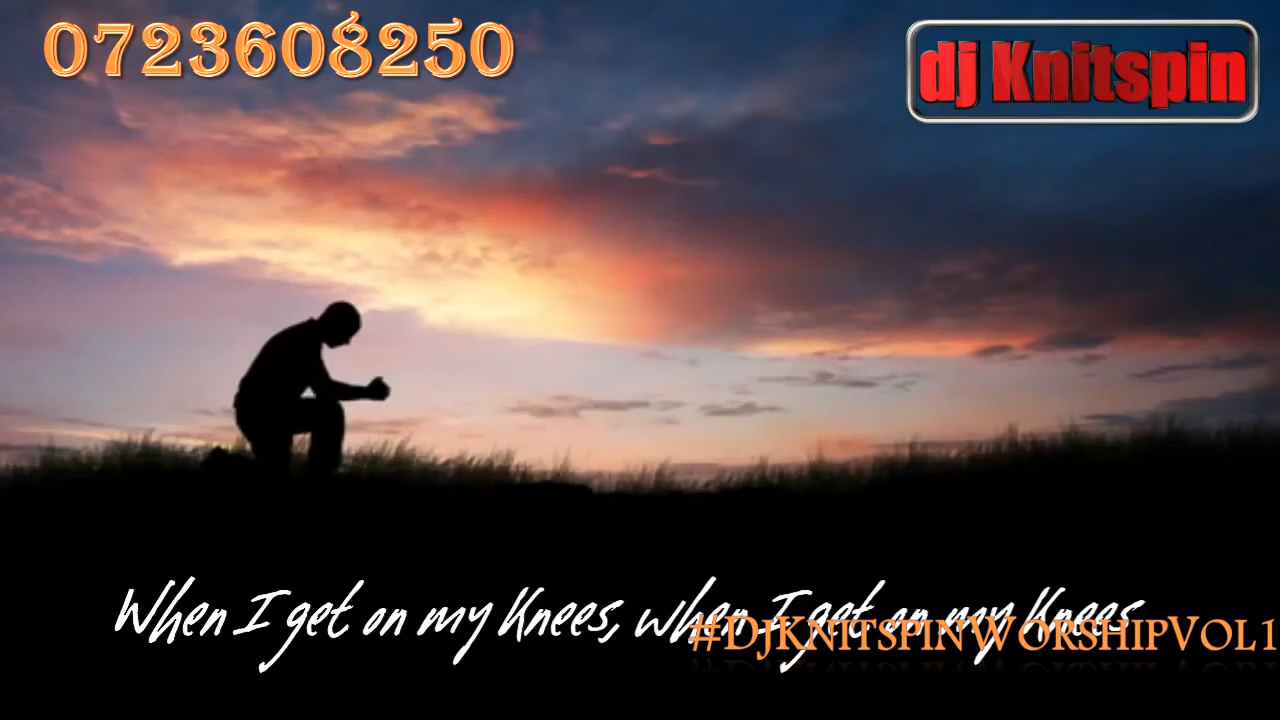 0723608250
dj Knitspin
When I get on my Knees, when I get on my Knees
#DJKnitspinWorshipVol1